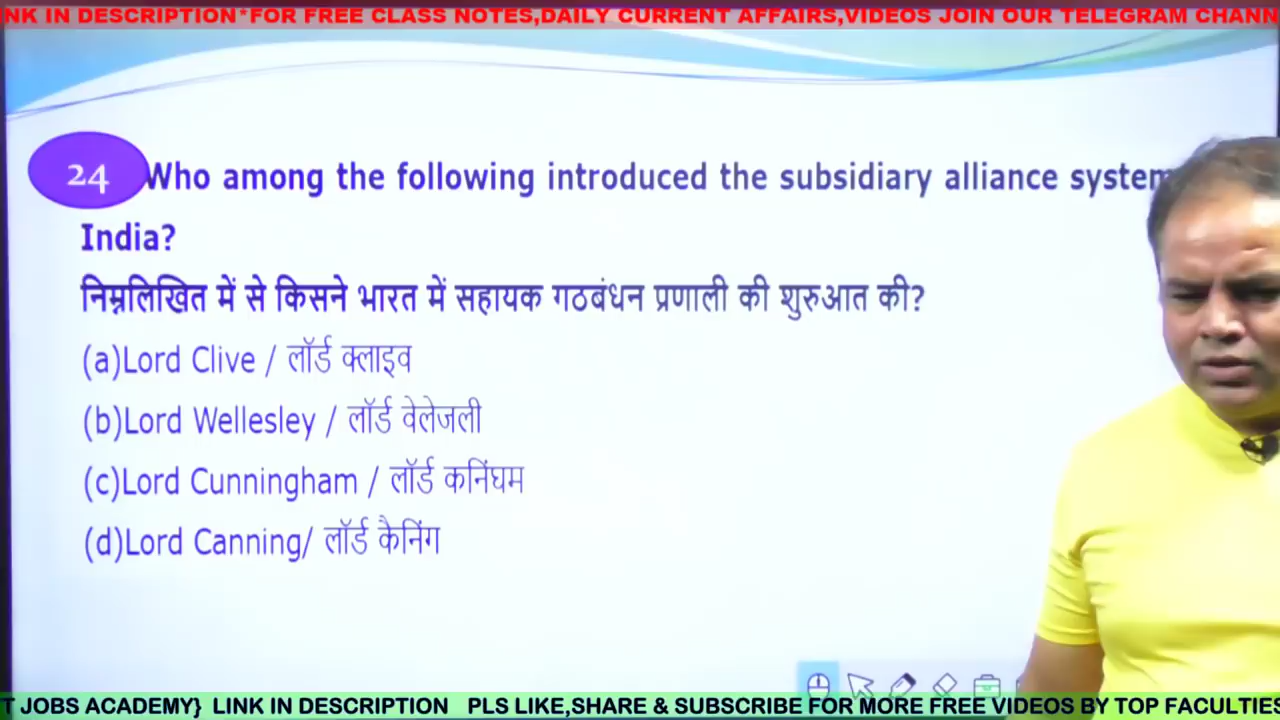 INK IN DESCRIPTION*FOR FREE CLASS NOTES,DAILY CURRENT AFFAIRS,VIDEOS JOIN OUR TELEGRAM CHANN
24 Who among the following introduced the subsidiary alliance system
India?
निम्नलिखित में से किसने भारत में सहायक गठबंधन प्रणाली की शुरुआत की?
(a)Lord Clive / लॉर्ड क्लाइव
(b)Lord Wellesley / लॉर्ड वेलेजली
(c)Lord Cunningham / लॉर्ड कनिंघम
(d)Lord Canning/ लॉर्ड कैनिंग
T JOBS ACADEMY} LINK IN DESCRIPTION PLS LIKE,SHARE & SUBSCRIBE FOR MORE FREE VIDEOS BY TOP FACULTIES